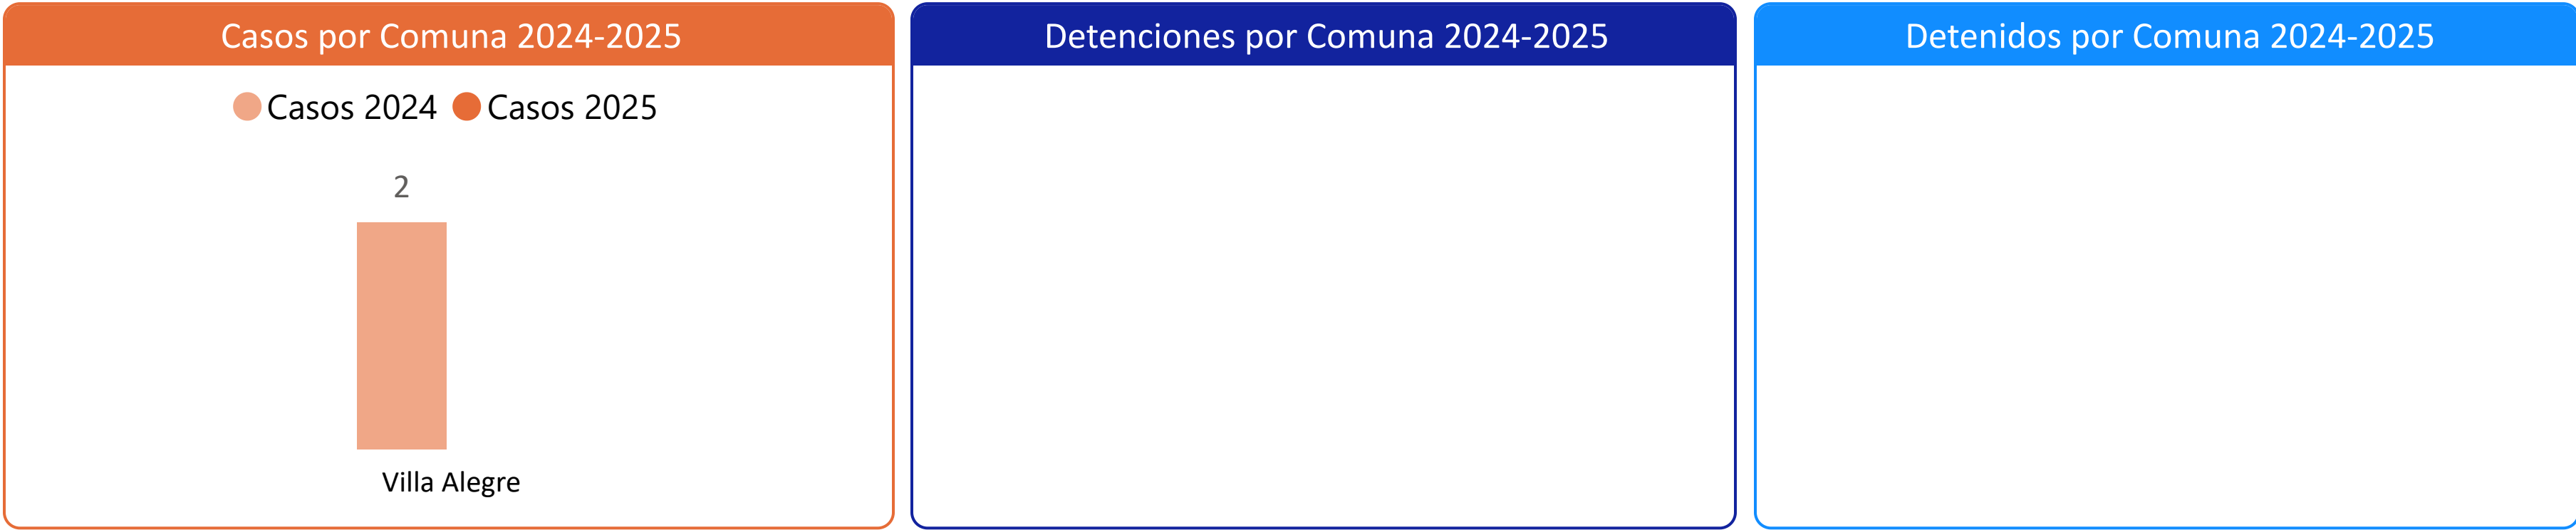 Casos por Comuna 2024-2025
Casos 2024 Casos 2025
2
Villa Alegre
Detenciones por Comuna 2024-2025
Detenidos por Comuna 2024-2025